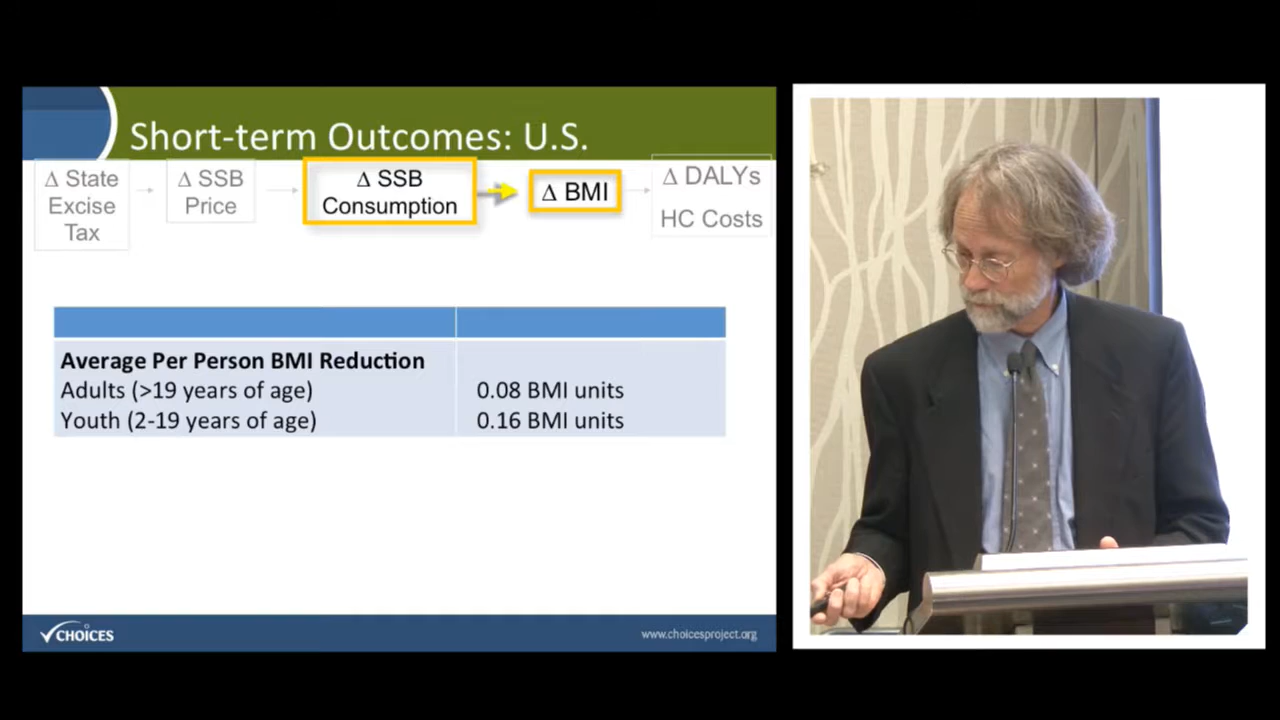 Short-term Outcomes: U.S.
Δ State
Excise
Tax
Δ SSB
Price
Δ SSB
Consumption
Δ BMI
Δ DALYs
HC Costs
Average Per Person BMI Reduction
Adults (>19 years of age) 0.08 BMI units
Youth (2-19 years of age) 0.16 BMI units
CHOICES
www.choicesproject.org